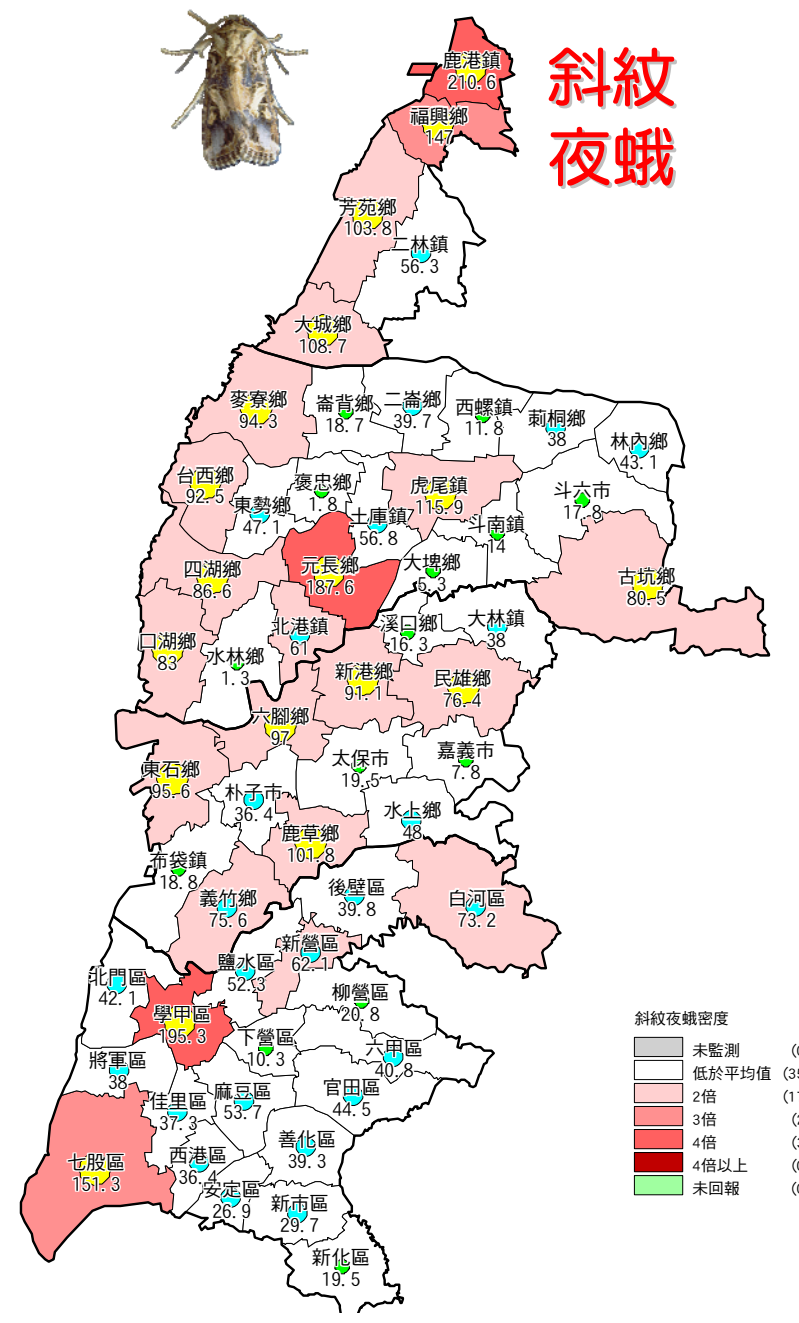 斜紋
夜蛾
鹿港鎮
210.6
福興鄉
147
芳苑鄉
103.8
二林鎮
56.3
大城鄉
108.7
麥寮鄉
94.3
崙背鄉
18.7
二崙鄉
39.7
西螺鎮
11.8
莿桐鄉
38
林內鄉
43.1
台西鄉
92.5
東勢鄉
47.1
褒忠鄉
1.8
土庫鎮
56.8
虎尾鎮
115.9
斗南鎮
14
斗六市
17.8
四湖鄉
86.6
元長鄉
187.6
大埤鄉
5.3
古坑鄉
80.5
口湖鄉
83
水林鄉
1.3
北港鎮
61
溪口鄉
16.3
大林鎮
38
新港鄉
91.1
民雄鄉
76.4
六腳鄉
97
東石鄉
95.6
太保市
19.5
嘉義市
7.8
朴子市
36.4
水上鄉
48
鹿草鄉
101.8
布袋鎮
18.8
義竹鄉
75.6
後壁區
39.8
白河區
73.2
新營區
62.1
鹽水區
52.3
北門區
42.1
柳營區
20.8
學甲區
195.3
下營區
10.3
六甲區
40.8
將軍區
38
佳里區
37.3
麻豆區
53.7
官田區
44.5
七股區
151.3
西港區
36.4
善化區
39.3
安定區
26.9
新市區
29.7
新化區
19.5
斜紋夜蛾密度
未監測 (
低於平均值 (35
2倍 (1
3倍 (
4倍 (
4倍以上 (
未回報 (